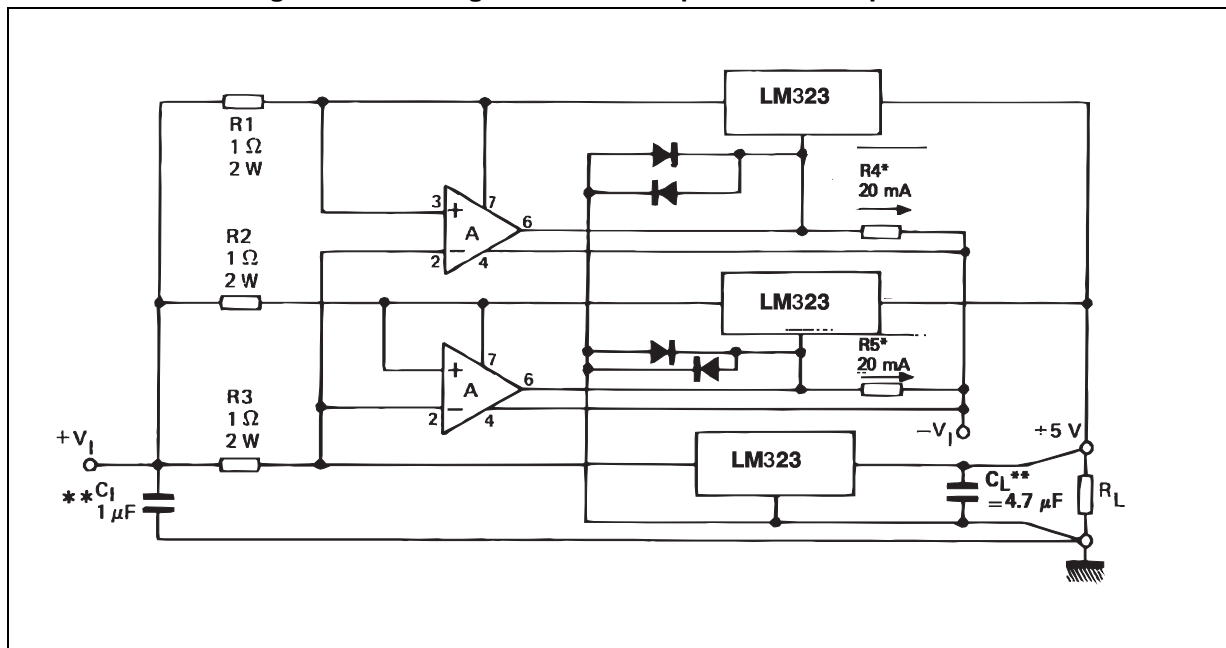 LM323
R1
1 Ω
2 W
R4*
20 mA
3
+
7
A
6
−
2
4
R2
1 Ω
2 W
LM323
R5*
20 mA
+
7
A
6
−
2
4
R3
1 Ω
2 W
+V_I
−V_I
÷5 V
LM323
**C_I
1 μF
C_L**
=4.7 μF
R_L